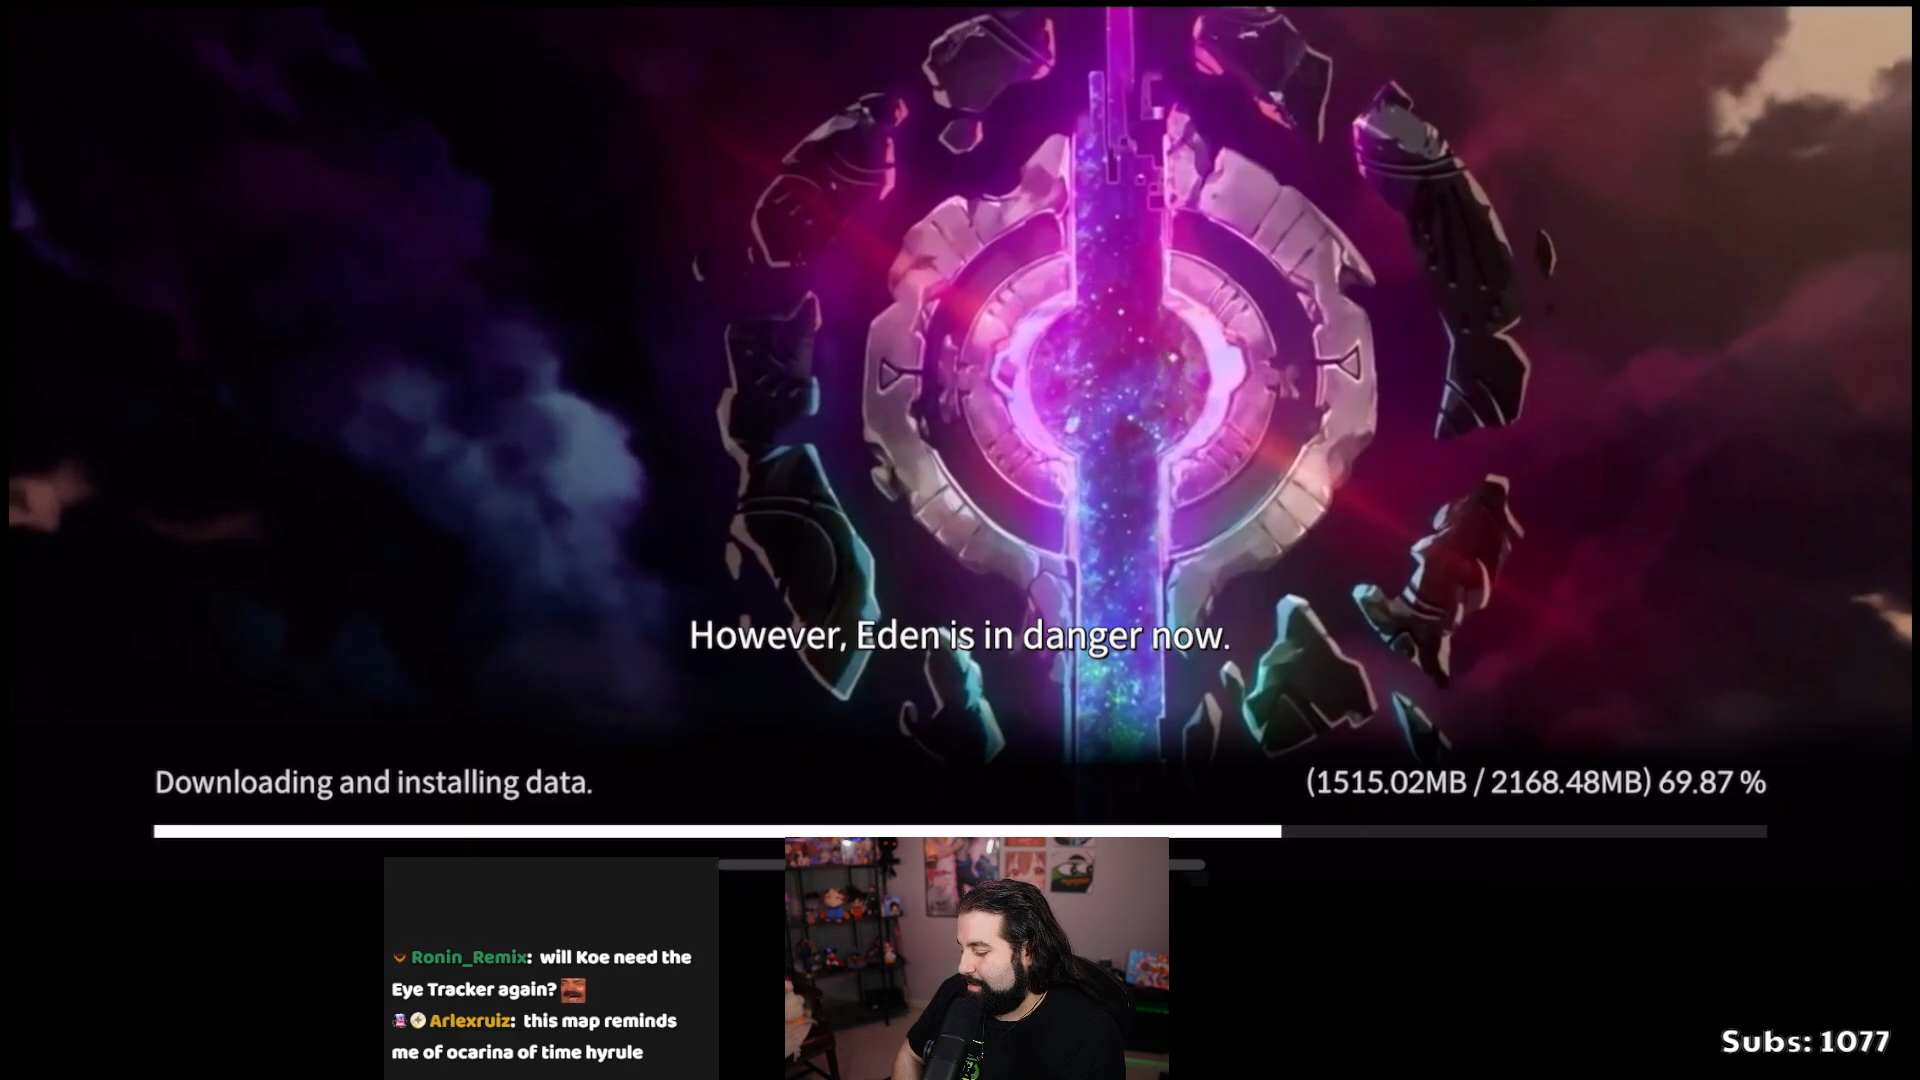 However, Eden is in danger now.
Downloading and installing data.
(1515.02MB / 2168.48MB) 69.87 %
Ronin_Remix: will Koe need the
Eye Tracker again?
Arlexruiz: this map reminds
me of ocarina of time hyrule
Subs: 1077